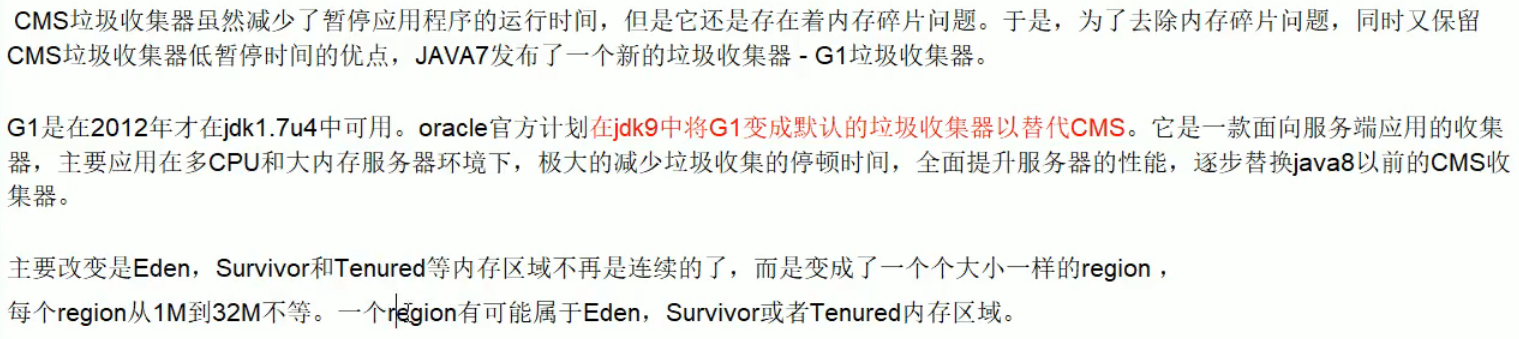 CMS垃圾收集器虽然减少了暂停应用程序的运行时间，但是它还是存在着内存碎片问题。于是，为了去除内存碎片问题，同时又保留
CMS垃圾收集器低暂停时间的优点，JAVA7发布了一个新的垃圾收集器 - G1垃圾收集器。
G1是在2012年才在jdk1.7u4中可用。oracle官方计划在jdk9中将G1变成默认的垃圾收集器以替代CMS。它是一款面向服务端应用的收集
器，主要应用在多CPU和大内存服务器环境下，极大的减少垃圾收集的停顿时间，全面提升服务器的性能，逐步替换java8以前的CMS收
集器。
主要改变是Eden，Survivor和Tenured等内存区域不再是连续的了，而是变成了一个个大小一样的region ，
每个region从1M到32M不等。一个region有可能属于Eden，Survivor或者Tenured内存区域。